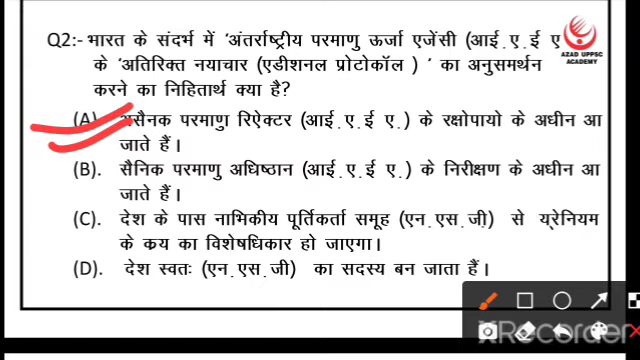 Q2:- भारत के संदर्भ में 'अंतर्राष्ट्रीय परमाणु ऊर्जा एजेंसी (आई.ए.ई ए
के 'अतिरिक्त नयाचार (एडीशनल प्रोटोकॉल) ' का अनुसमर्थन
करने का निहितार्थ क्या है?
(A). असैनक परमाणु रिऐक्टर (आई.ए.ई ए.) के रक्षोपायो के अधीन आ
जाते हैं।
(B). सैनिक परमाणु अधिष्ठान (आई.ए.ई ए.) के निरीक्षण के अधीन आ
जाते हैं।
(C). देश के पास नाभिकीय पूर्तिकर्ता समूह (एन.एस.जी) से यूरेनियम
के क्रय का विशेषधिकार हो जाएगा।
(D). देश स्वतः (एन.एस.जी) का सदस्य बन जाता हैं।
AZAD UPPSC
ACADEMY
XRecorder